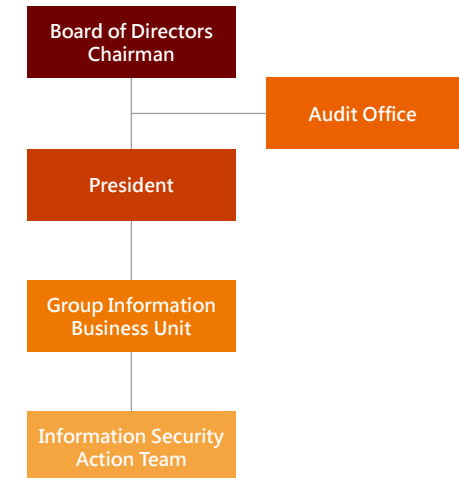 Board of Directors
Chairman
Audit Office
President
Group Information
Business Unit
Information Security
Action Team